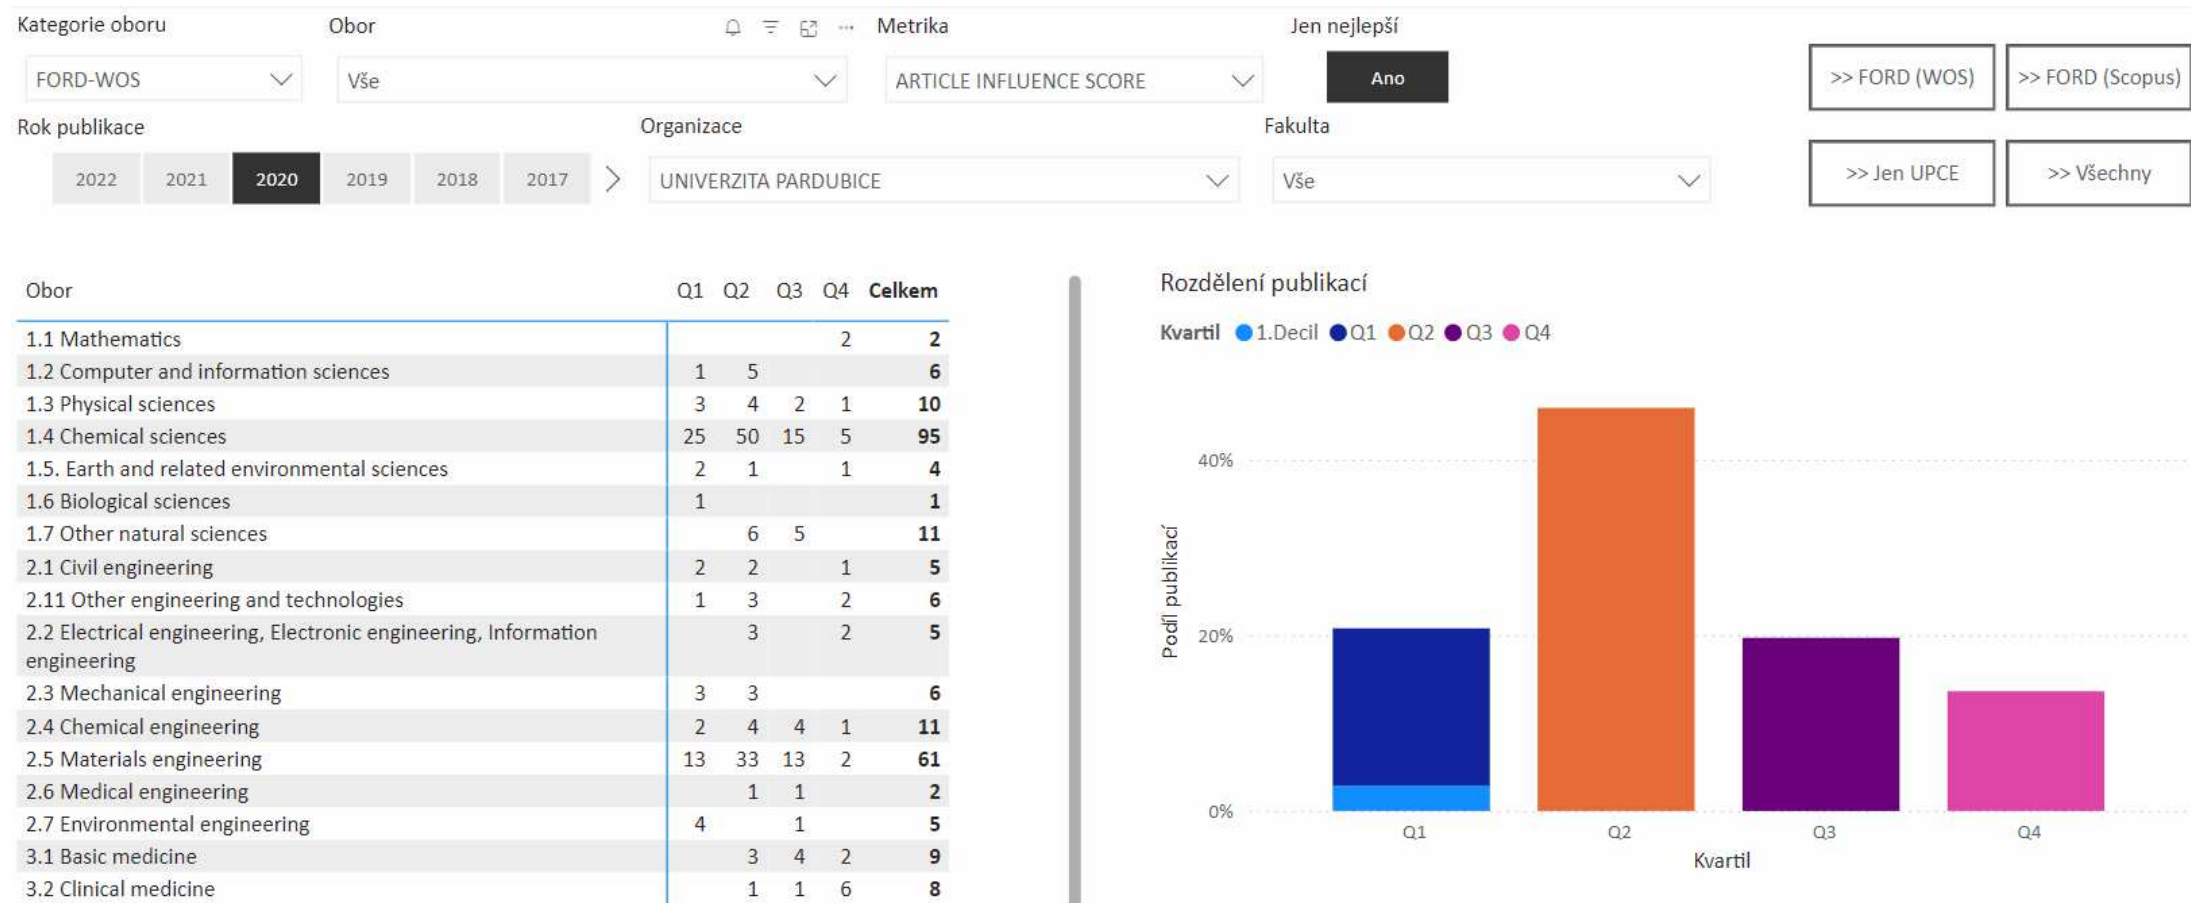 Kategorie oboru Obor Metrika Jen nejlepší
FORD-WOS Vše ARTICLE INFLUENCE SCORE Ano >> FORD (WOS) >> FORD (Scopus)
Rok publikace Organizace Fakulta
2022 2021 2020 2019 2018 2017 UNIVERZITA PARDUBICE Vše >> Jen UPCE >> Všechny
Obor Q1 Q2 Q3 Q4 Celkem
1.1 Mathematics 2 2
1.2 Computer and information sciences 1 5 6
1.3 Physical sciences 3 4 2 1 10
1.4 Chemical sciences 25 50 15 5 95
1.5. Earth and related environmental sciences 2 1 1 4
1.6 Biological sciences 1 1
1.7 Other natural sciences 6 5 11
2.1 Civil engineering 2 2 1 5
2.11 Other engineering and technologies 1 3 2 6
2.2 Electrical engineering, Electronic engineering, Information 3 2 5
engineering
2.3 Mechanical engineering 3 3 6
2.4 Chemical engineering 2 4 4 1 11
2.5 Materials engineering 13 33 13 2 61
2.6 Medical engineering 1 1 2
2.7 Environmental engineering 4 1 5
3.1 Basic medicine 3 4 2 9
3.2 Clinical medicine 1 1 6 8
Rozdělení publikací
Kvartil 1.Decil Q1 Q2 Q3 Q4
Podíl publikací
40%
20%
0%
Q1 Q2 Q3 Q4
Kvartil